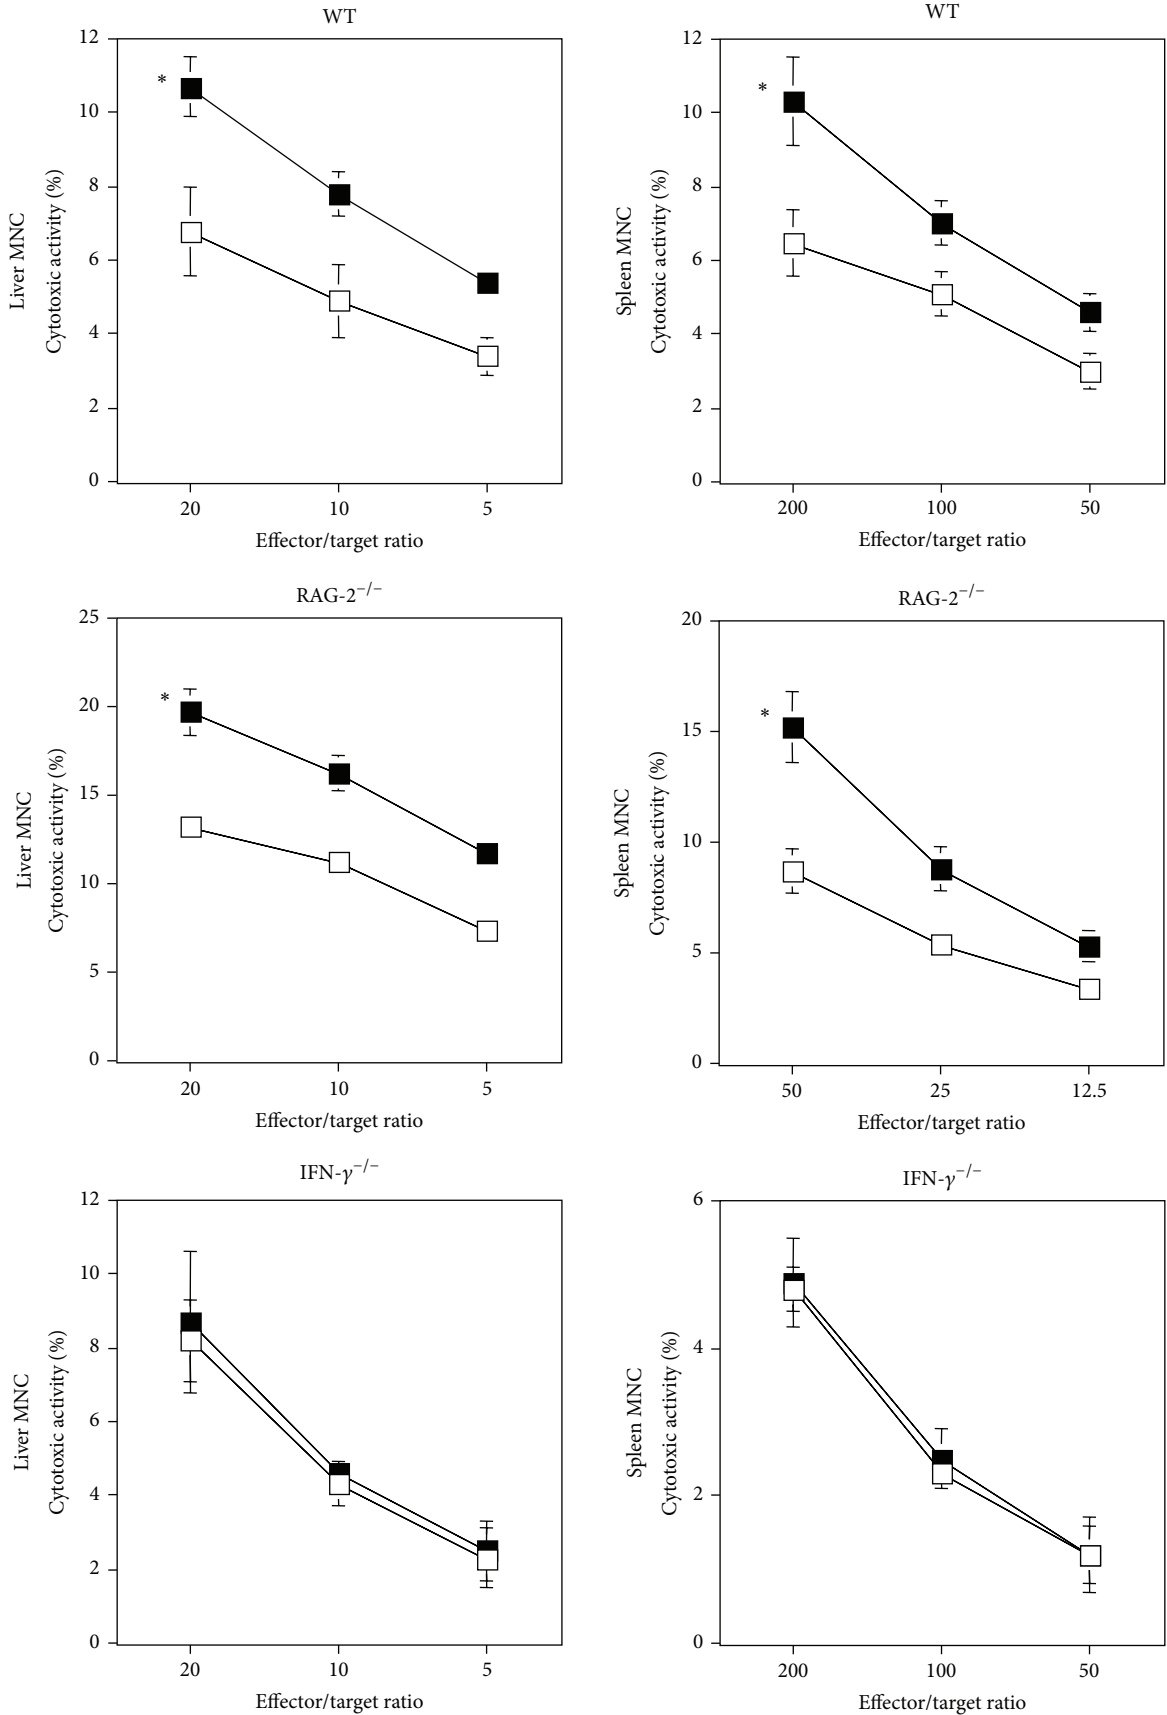 WT
12
10
8
6
4
2
0
Liver MNC
Cytotoxic activity (%)
*
20 10 5
Effector/target ratio
WT
12
10
8
6
4
2
0
Spleen MNC
Cytotoxic activity (%)
*
200 100 50
Effector/target ratio
RAG-2−/−
25
20
15
10
5
0
Liver MNC
Cytotoxic activity (%)
*
20 10 5
Effector/target ratio
RAG-2−/−
20
15
10
5
0
Spleen MNC
Cytotoxic activity (%)
*
50 25 12.5
Effector/target ratio
IFN-γ−/−
12
10
8
6
4
2
0
Liver MNC
Cytotoxic activity (%)
20 10 5
Effector/target ratio
IFN-γ−/−
6
4
2
0
Spleen MNC
Cytotoxic activity (%)
200 100 50
Effector/target ratio